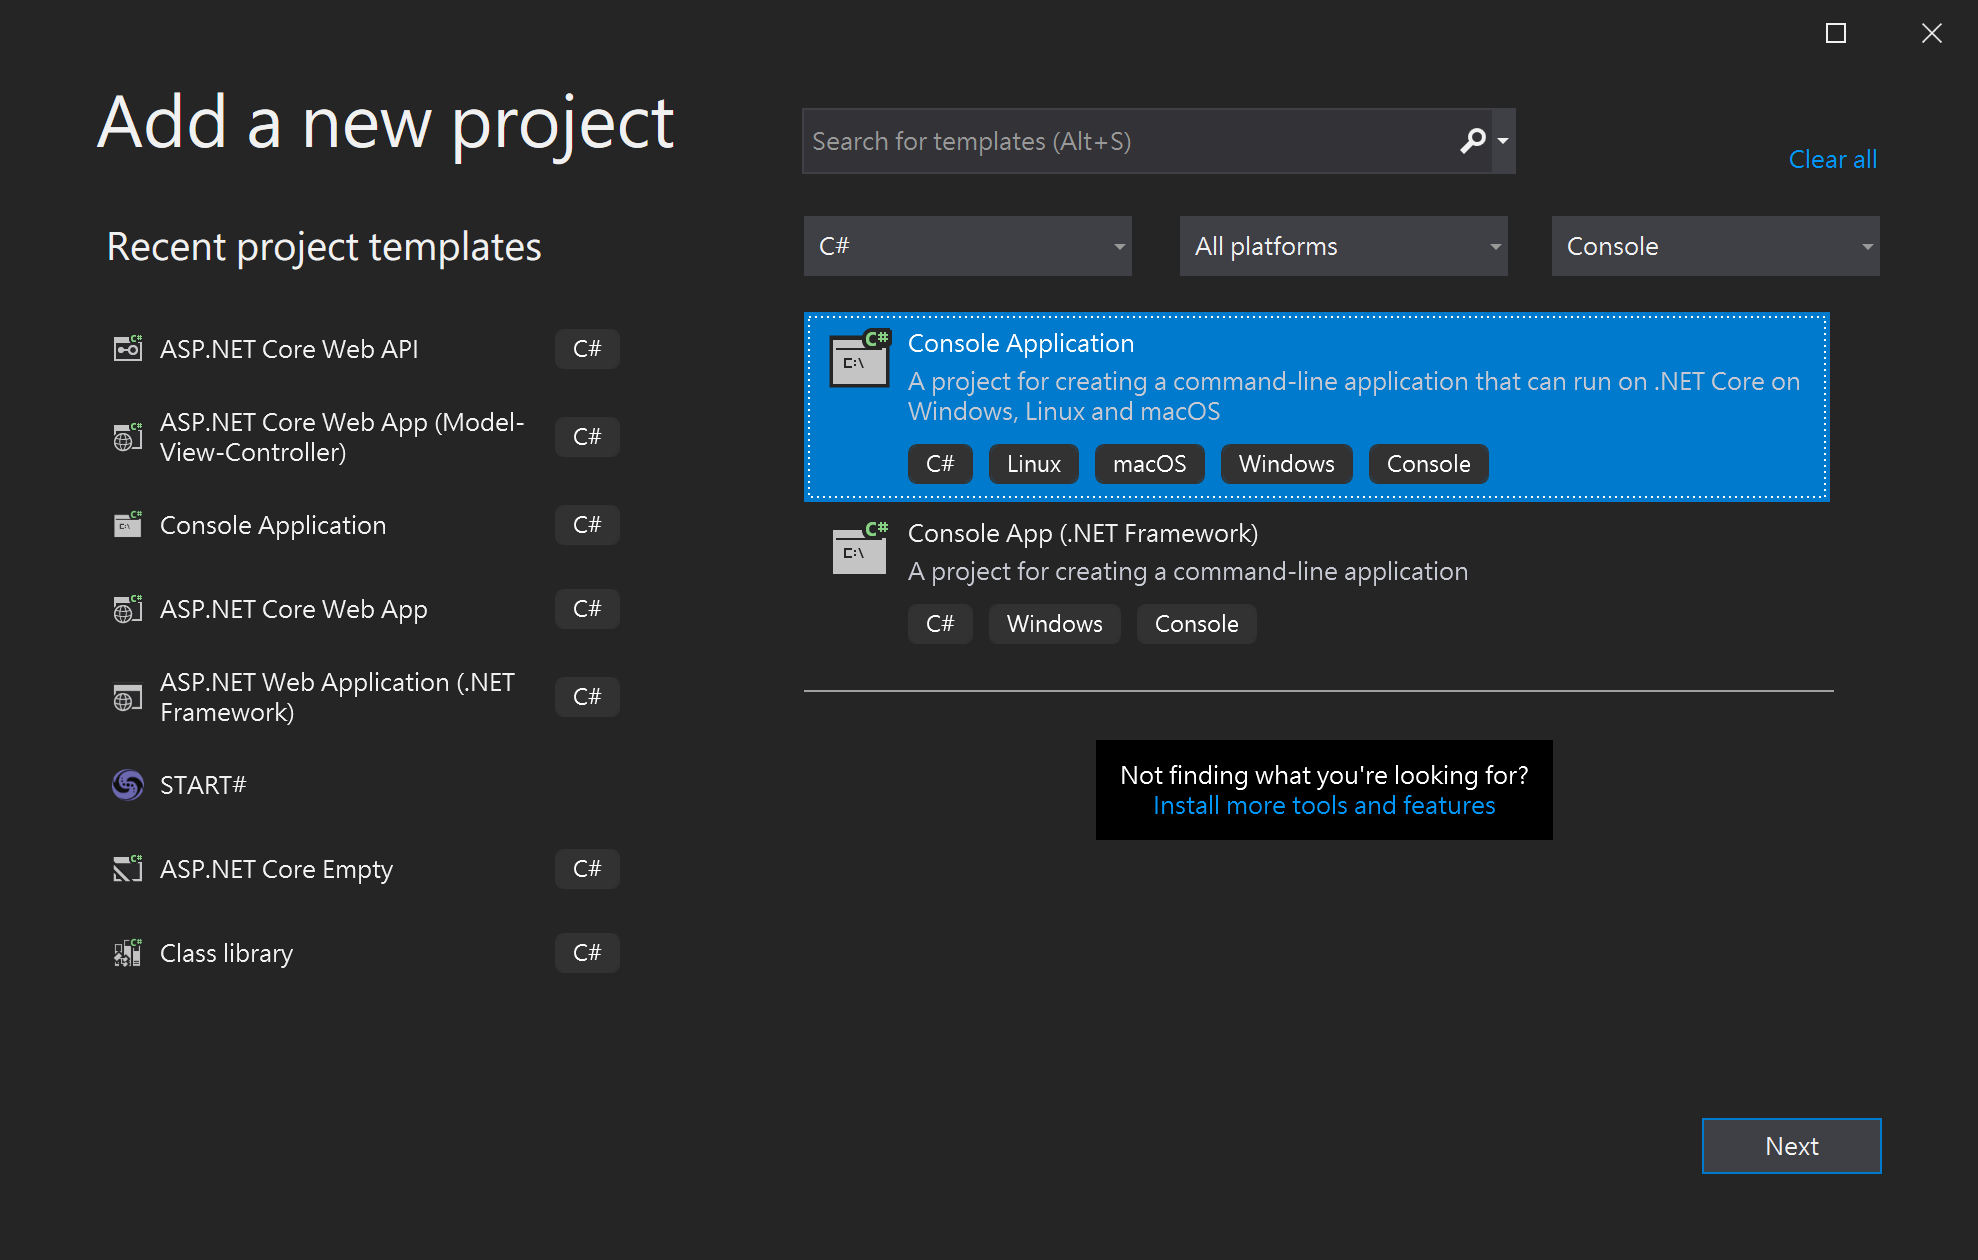 Add a new project
Search for templates (Alt+S)
Clear all
Recent project templates
C#
All platforms
Console
ASP.NET Core Web API
C#
ASP.NET Core Web App (Model-
View-Controller)
C#
Console Application
C#
ASP.NET Core Web App
C#
ASP.NET Web Application (.NET
Framework)
C#
START#
ASP.NET Core Empty
C#
Class library
C#
C#
C:\
Console Application
A project for creating a command-line application that can run on .NET Core on
Windows, Linux and macOS
C#
Linux
macOS
Windows
Console
C#
C:\
Console App (.NET Framework)
A project for creating a command-line application
C#
Windows
Console
Not finding what you're looking for?
Install more tools and features
Next